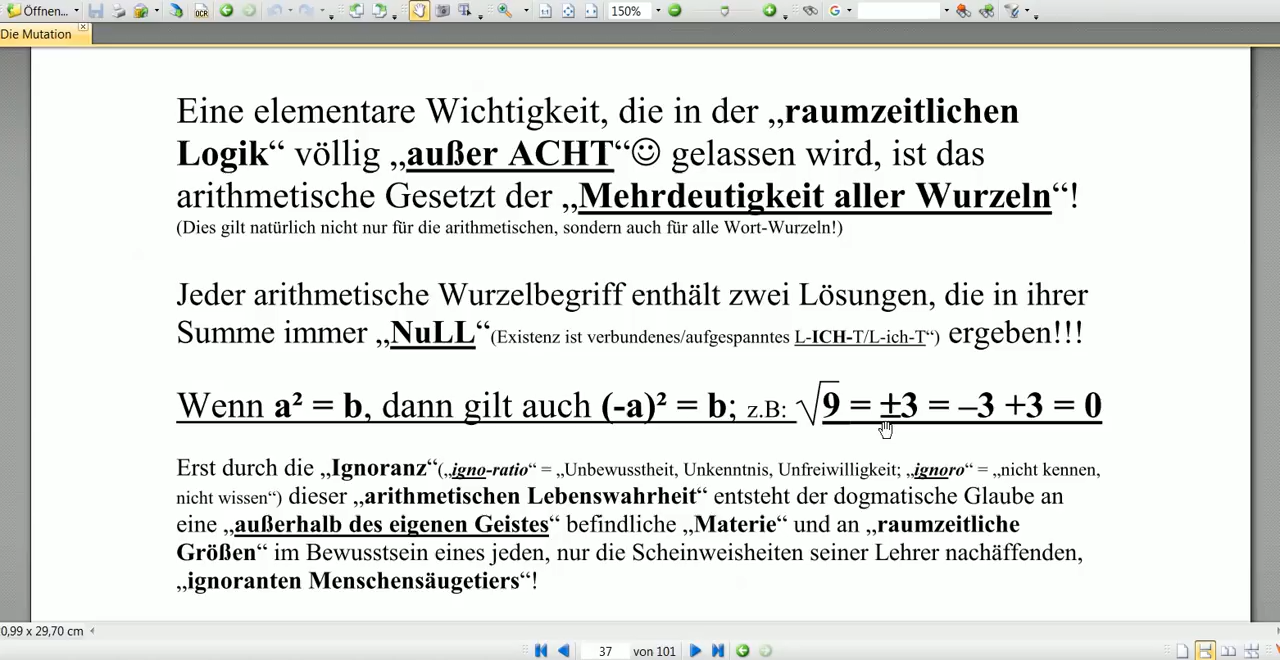 Öffnen...
OCR
150%
Die Mutation
Eine elementare Wichtigkeit, die in der „raumzeitlichen
Logik“ völlig „außer ACHT“☺ gelassen wird, ist das
arithmetische Gesetzt der „Mehrdeutigkeit aller Wurzeln“!
(Dies gilt natürlich nicht nur für die arithmetischen, sondern auch für alle Wort-Wurzeln!)
Jeder arithmetische Wurzelbegriff enthält zwei Lösungen, die in ihrer
Summe immer „NuLL“(Existenz ist verbundenes/aufgespanntes L-ICH-T/L-ich-T“) ergeben!!!
Wenn a² = b, dann gilt auch (-a)² = b; z.B: √9 = ±3 = –3 +3 = 0
Erst durch die „Ignoranz“(„igno-ratio“ = „Unbewusstheit, Unkenntnis, Unfreiwilligkeit; „ignoro“ = „nicht kennen,
nicht wissen“) dieser „arithmetischen Lebenswahrheit“ entsteht der dogmatische Glaube an
eine „außerhalb des eigenen Geistes“ befindliche „Materie“ und an „raumzeitliche
Größen“ im Bewusstsein eines jeden, nur die Scheinweisheiten seiner Lehrer nachäffenden,
„ignoranten Menschensäugetiers“!
0,99 x 29,70 cm
37 von 101